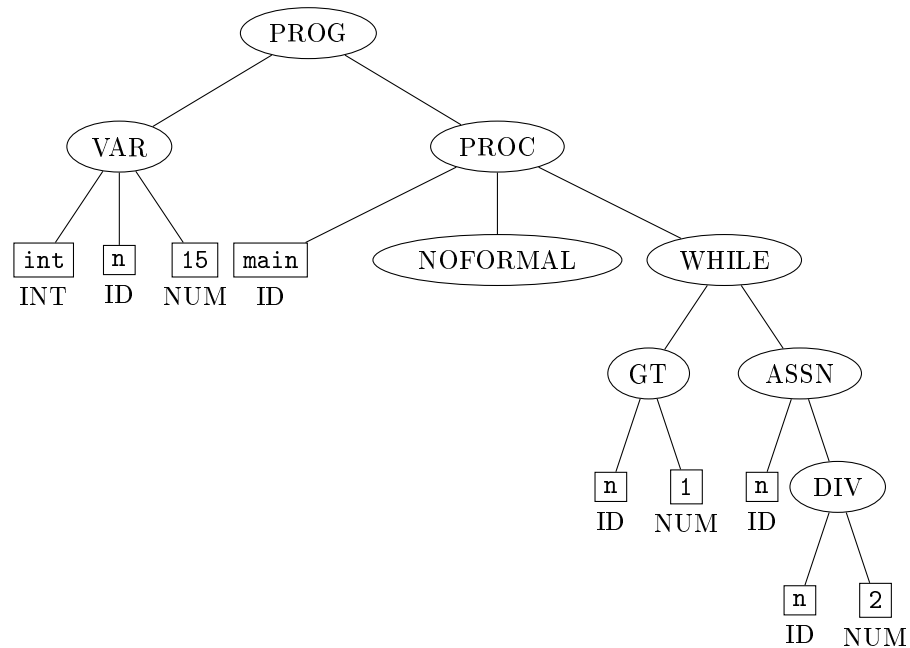 PROG
VAR PROC
int n 15 main NOFORMAL WHILE
INT ID NUM ID
GT ASSN
n 1 n DIV
ID NUM ID
n 2
ID NUM